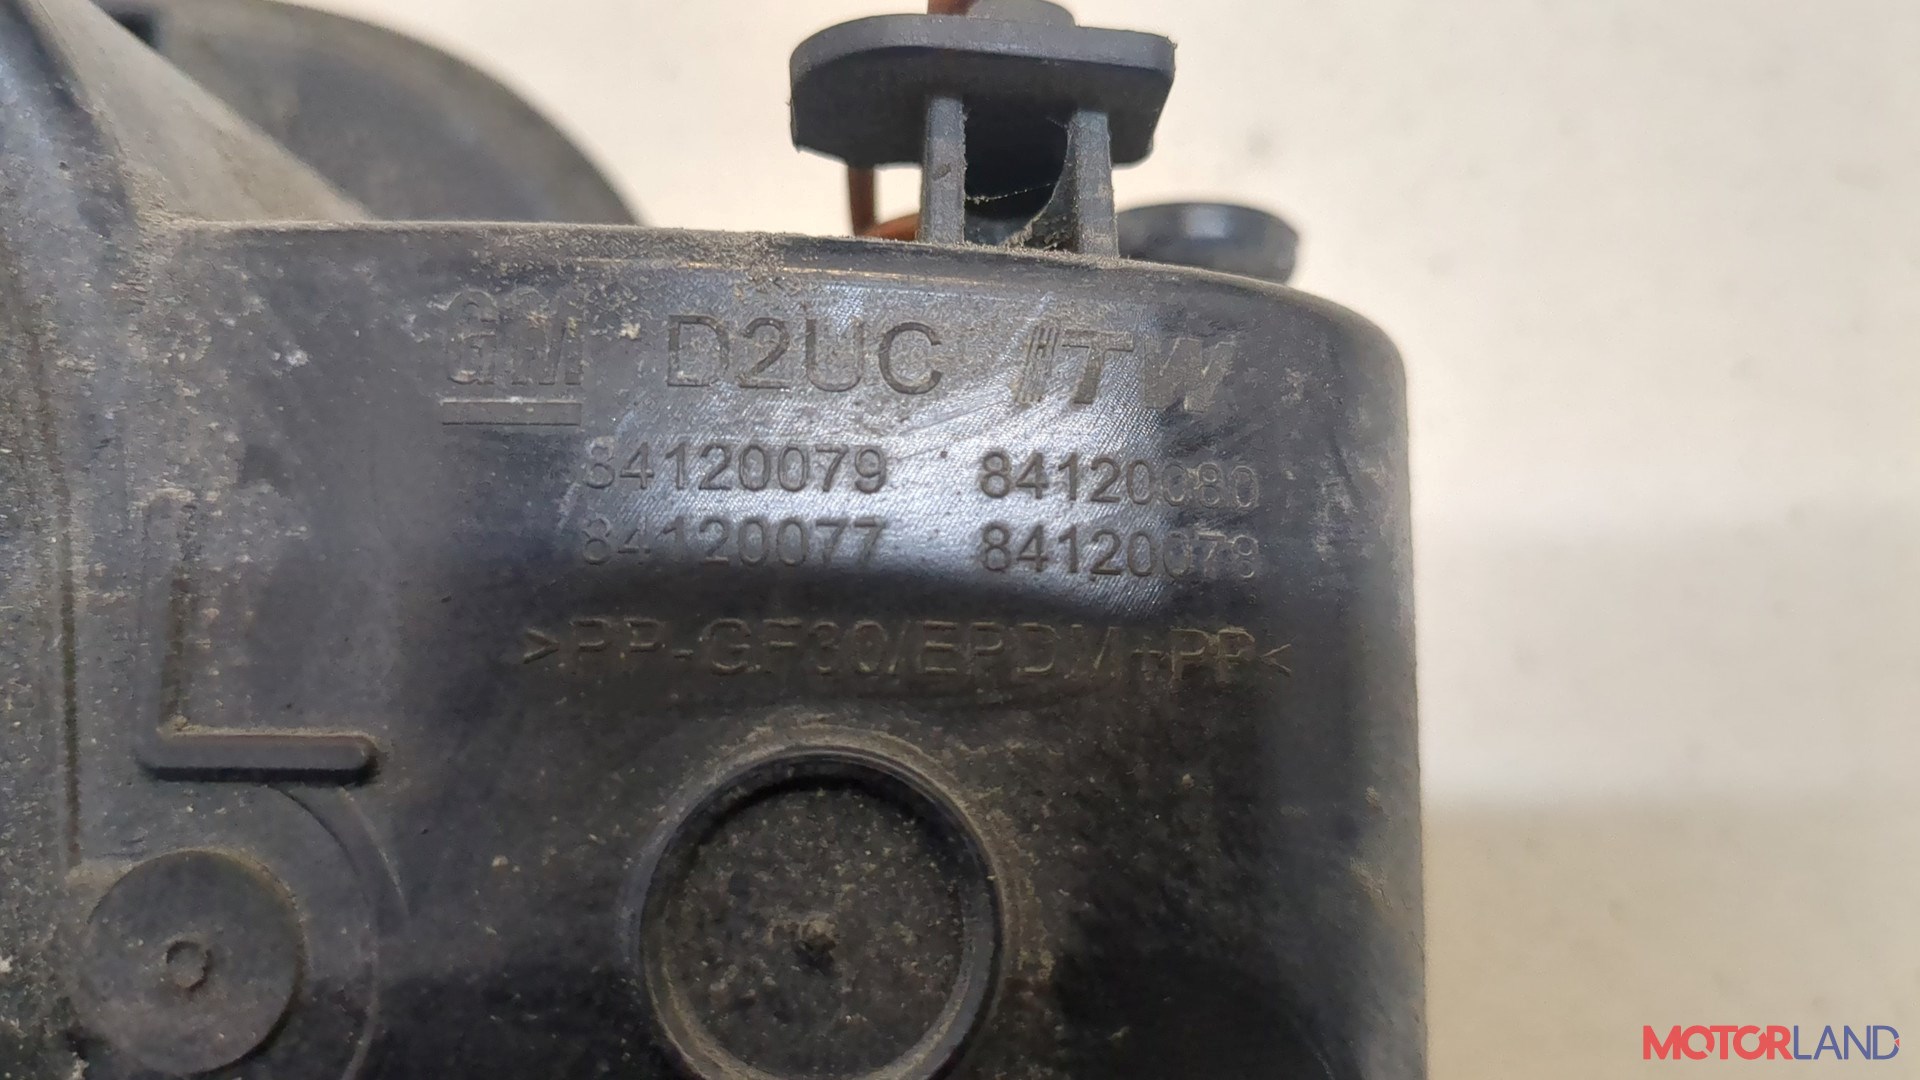 GM D2UC ITW
84120079 84120080
84120077 84120078
>PP-GF30/EPDM+PP<
L
MOTORLAND